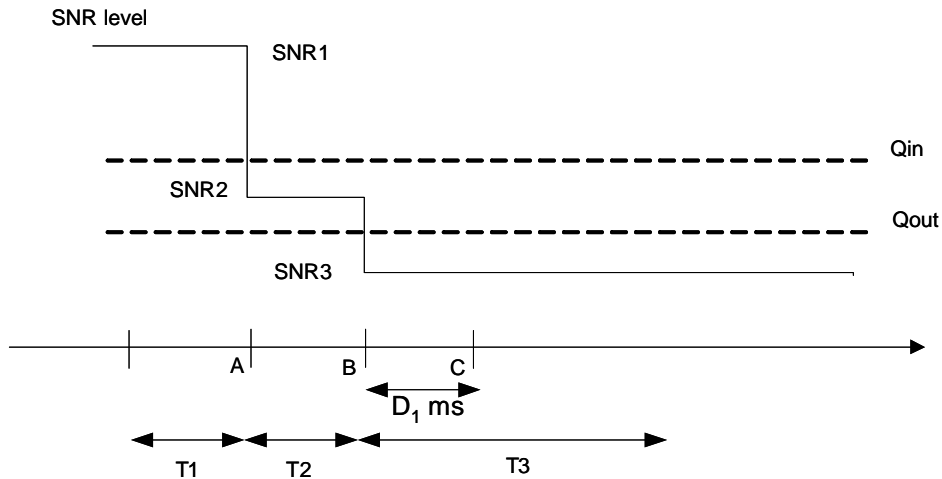 SNR level
SNR1
Qin
SNR2
Qout
SNR3
A
B
C
D₁ ms
T1
T2
T3